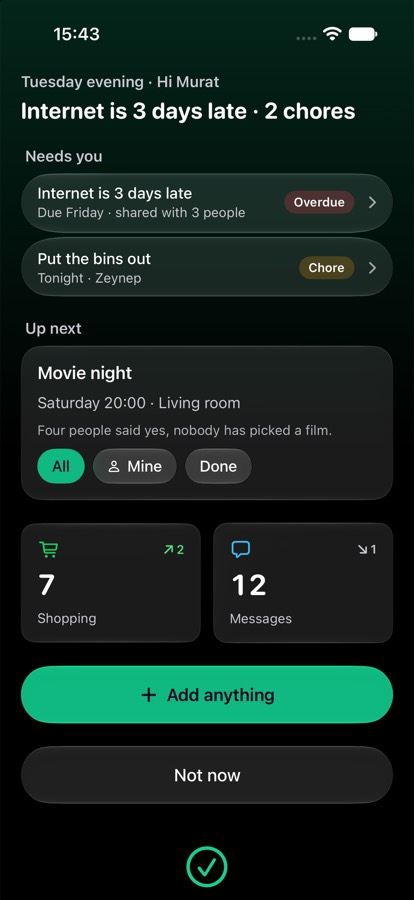 15:43
Tuesday evening · Hi Murat
Internet is 3 days late · 2 chores
Needs you
Internet is 3 days late
Due Friday · shared with 3 people
Overdue
Put the bins out
Tonight · Zeynep
Chore
Up next
Movie night
Saturday 20:00 · Living room
Four people said yes, nobody has picked a film.
All
Mine
Done
2
7
Shopping
1
12
Messages
Add anything
Not now